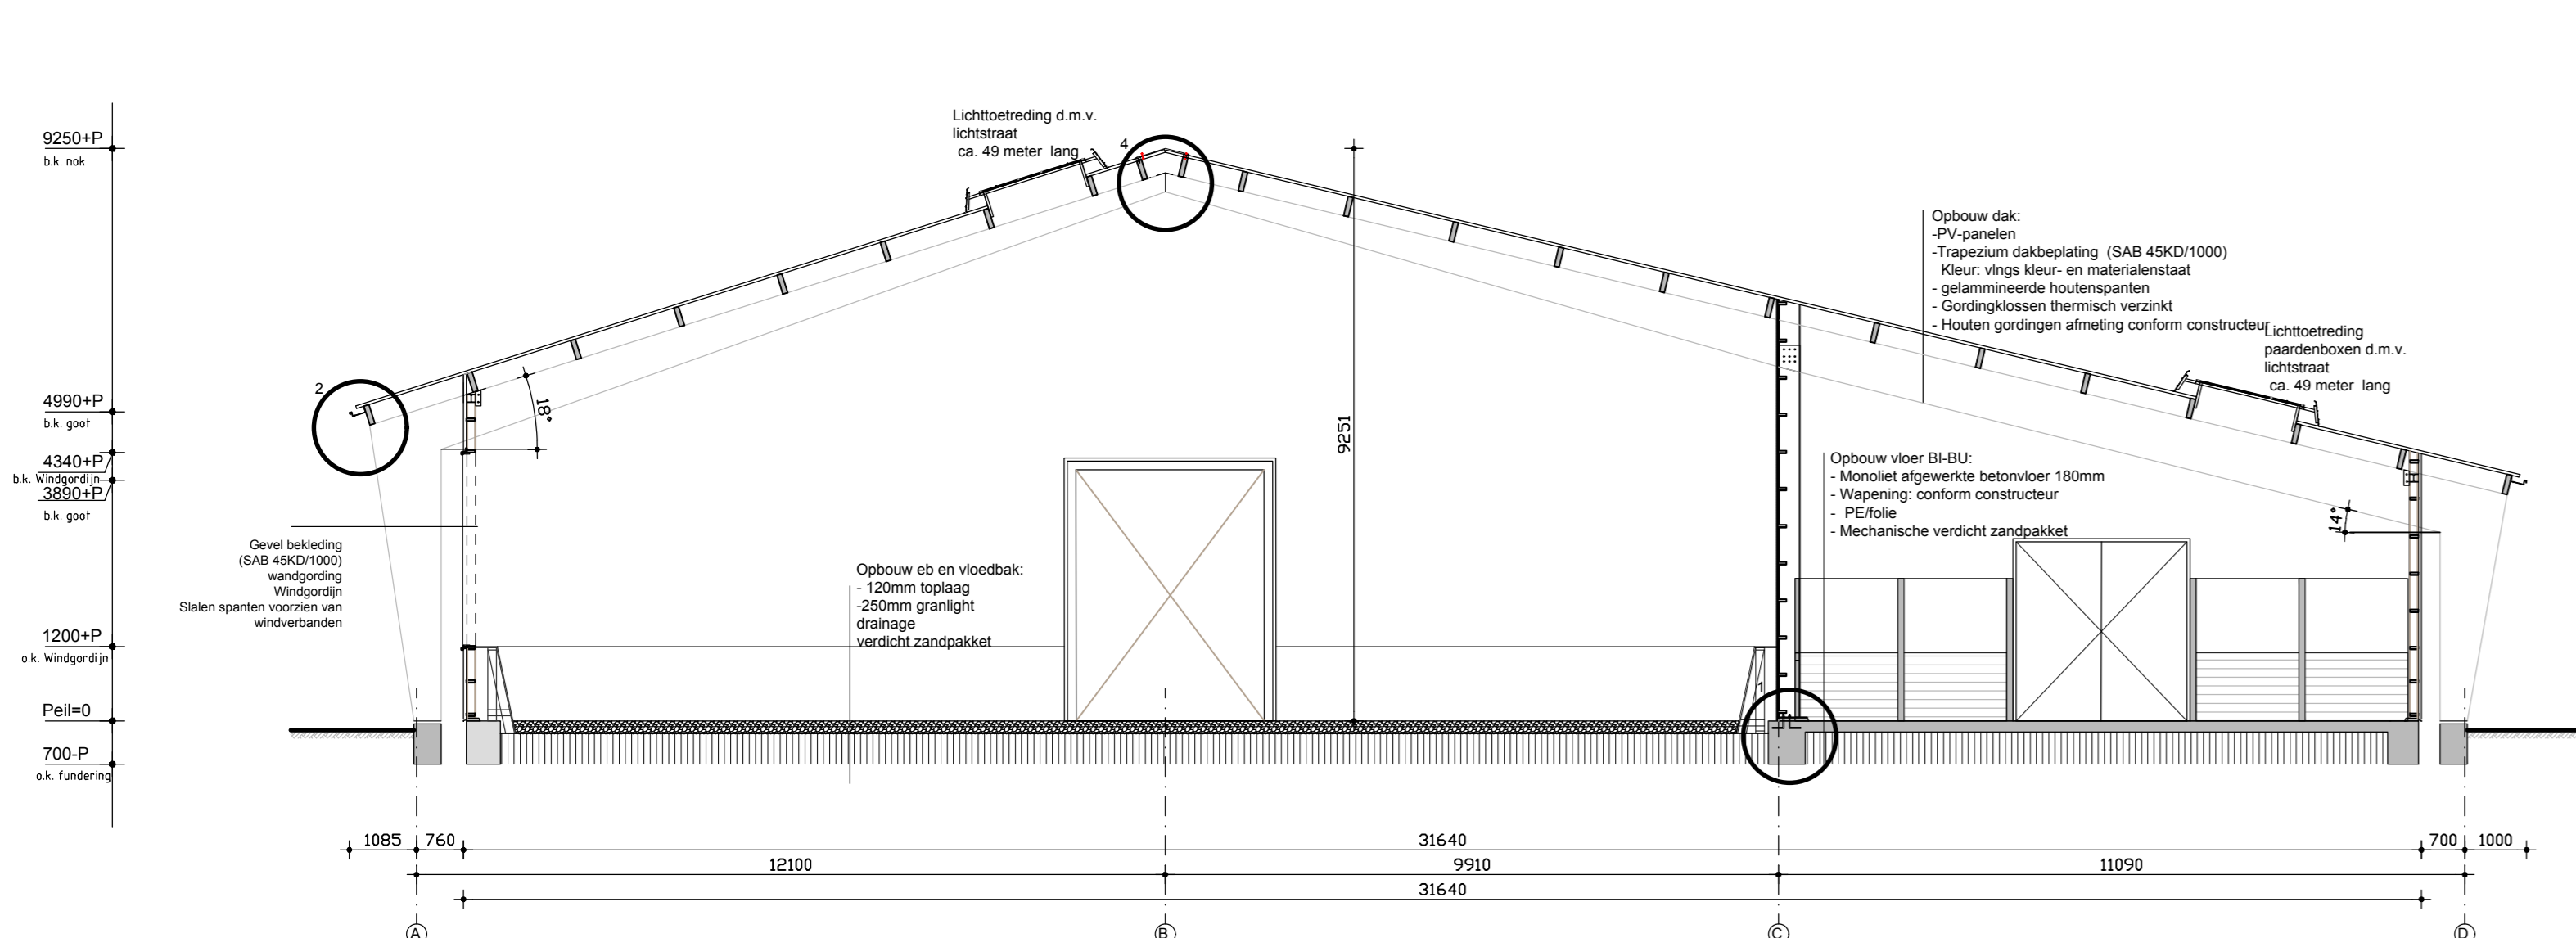 9250+P
b.k. nok
4990+P
b.k. goot
4340+P
b.k. Windgordijn
3890+P
b.k. goot
1200+P
o.k. Windgordijn
Peil=0
700-P
o.k. fundering
Gevel bekleding
(SAB 45KD/1000)
wandgording
Windgordijn
Slalen spanten voorzien van
windverbanden
2
18°
Lichttoetreding d.m.v.
lichtstraat
ca. 49 meter lang
4
9251
Opbouw eb en vloedbak:
- 120mm toplaag
-250mm granlight
drainage
verdicht zandpakket
Opbouw dak:
-PV-panelen
-Trapezium dakbeplating (SAB 45KD/1000)
Kleur: vlngs kleur- en materialenstaat
- gelammineerde houtenspanten
- Gordingklossen thermisch verzinkt
- Houten gordingen afmeting conform constructeur
Lichttoetreding
paardenboxen d.m.v.
lichtstraat
ca. 49 meter lang
Opbouw vloer BI-BU:
- Monoliet afgewerkte betonvloer 180mm
- Wapening: conform constructeur
- PE/folie
- Mechanische verdicht zandpakket
14°
1
1085 760 31640 700 1000
12100 9910 11090
31640
A B C D